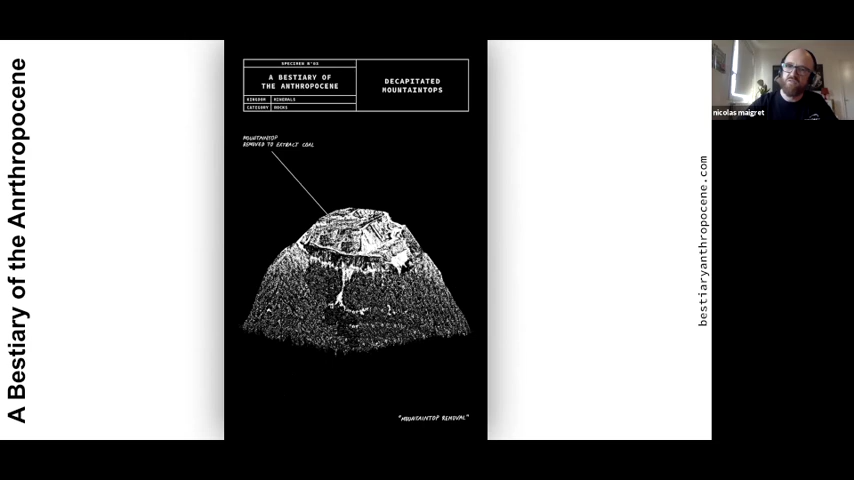 A Bestiary of the Anrthropocene
SPECIMEN N°03
A BESTIARY OF
THE ANTHROPOCENE
KINGDOM MINERALS
CATEGORY ROCKS
DECAPITATED
MOUNTAINTOPS
MOUNTAINTOP
REMOVED TO EXTRACT COAL
"MOUNTAINTOP REMOVAL"
bestiaryanthropocene.com
nicolas maigret